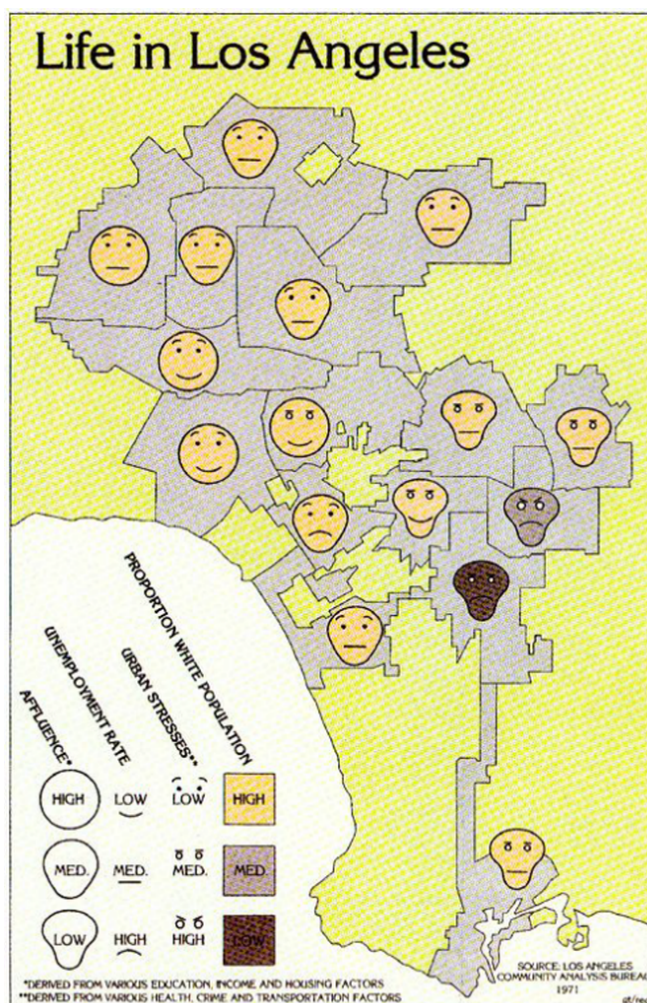 Life in Los Angeles
AFFLUENCE*
UNEMPLOYMENT RATE
URBAN STRESSES**
PROPORTION WHITE POPULATION
HIGH LOW LOW HIGH
MED. MED. MED. MED.
LOW HIGH HIGH LOW
*DERIVED FROM VARIOUS EDUCATION, INCOME AND HOUSING FACTORS
**DERIVED FROM VARIOUS HEALTH, CRIME AND TRANSPORTATION FACTORS
SOURCE: LOS ANGELES
COMMUNITY ANALYSIS BUREAU
1971